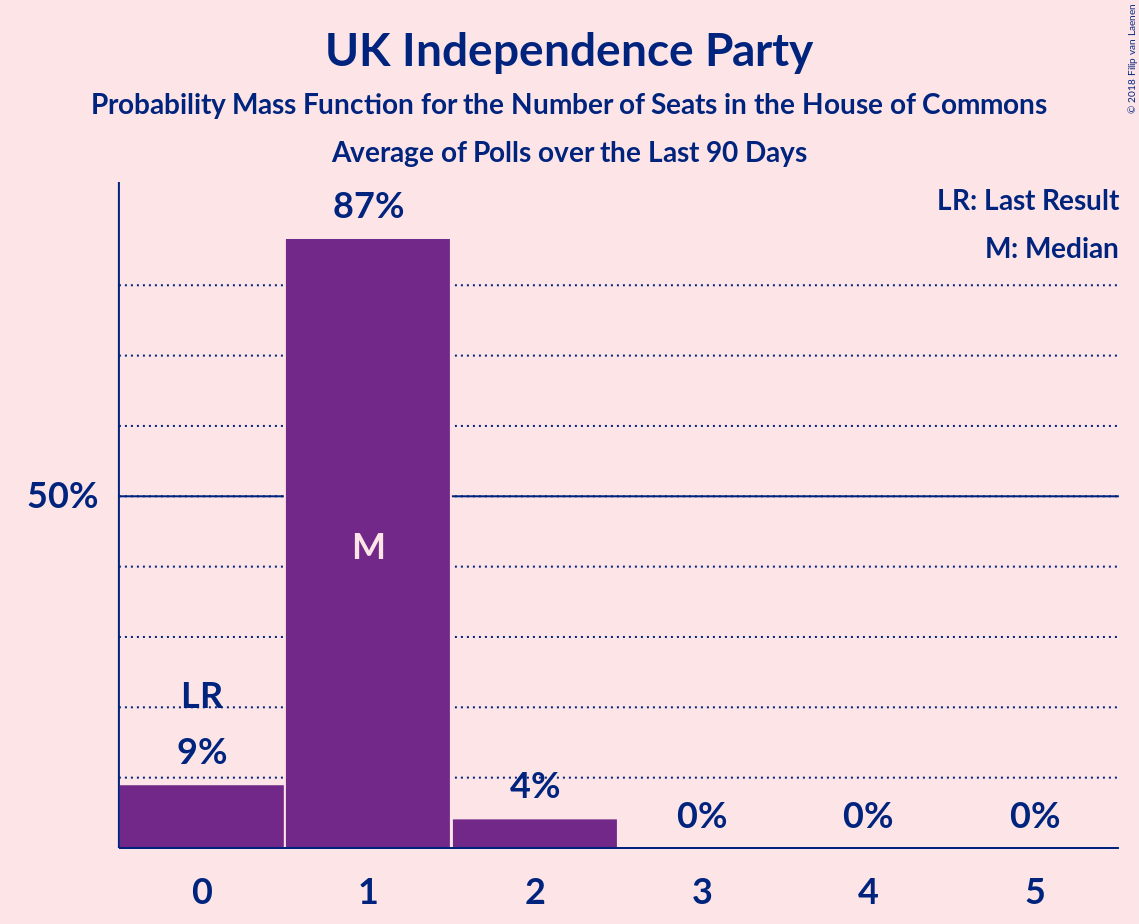 UK Independence Party
Probability Mass Function for the Number of Seats in the House of Commons
Average of Polls over the Last 90 Days
© 2018 Filip van Laenen
LR: Last Result
M: Median
87%
50%
M
LR
9%
4%
0%
0%
0%
0
1
2
3
4
5